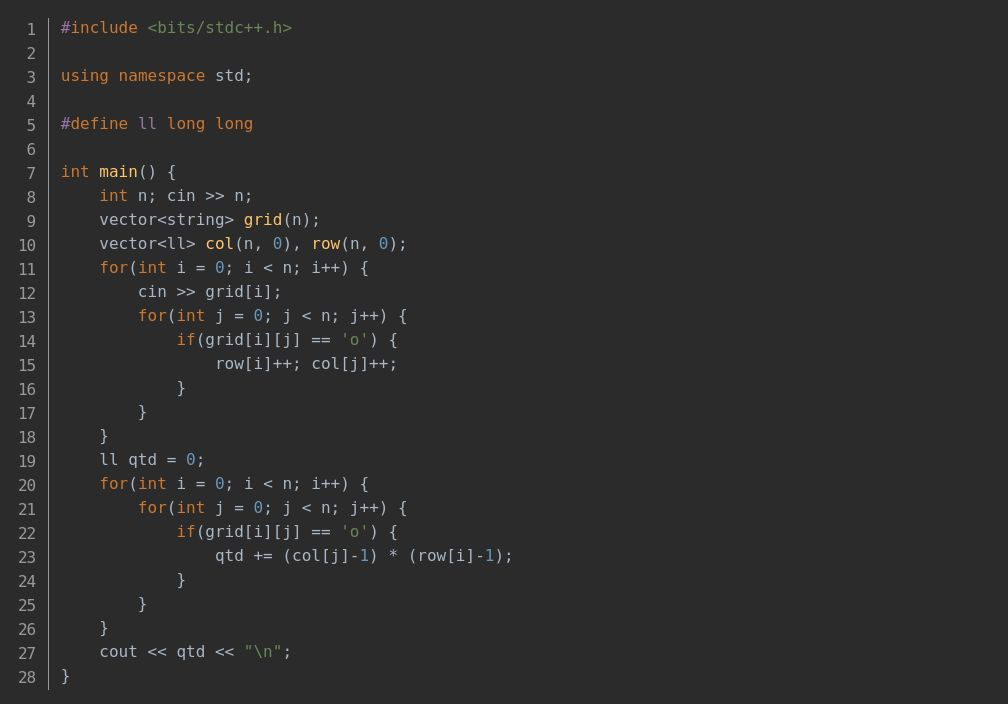 1 #include <bits/stdc++.h>
2
3 using namespace std;
4
5 #define ll long long
6
7 int main() {
8     int n; cin >> n;
9     vector<string> grid(n);
10     vector<ll> col(n, 0), row(n, 0);
11     for(int i = 0; i < n; i++) {
12         cin >> grid[i];
13         for(int j = 0; j < n; j++) {
14             if(grid[i][j] == 'o') {
15                 row[i]++; col[j]++;
16             }
17         }
18     }
19     ll qtd = 0;
20     for(int i = 0; i < n; i++) {
21         for(int j = 0; j < n; j++) {
22             if(grid[i][j] == 'o') {
23                 qtd += (col[j]-1) * (row[i]-1);
24             }
25         }
26     }
27     cout << qtd << "\n";
28 }